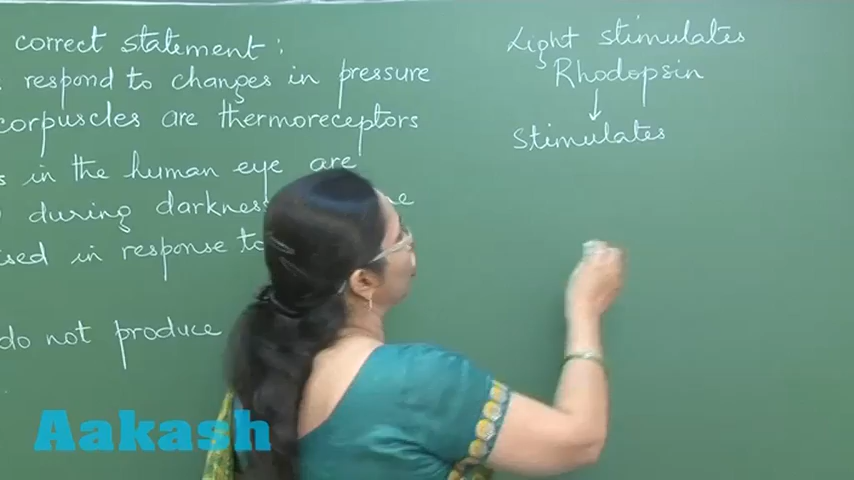 correct statement :
respond to changes in pressure
corpuscles are thermoreceptors
in the human eye are
during darkness
in response to
do not produce
Light stimulates
Rhodopsin
↓
Stimulates
Aakash